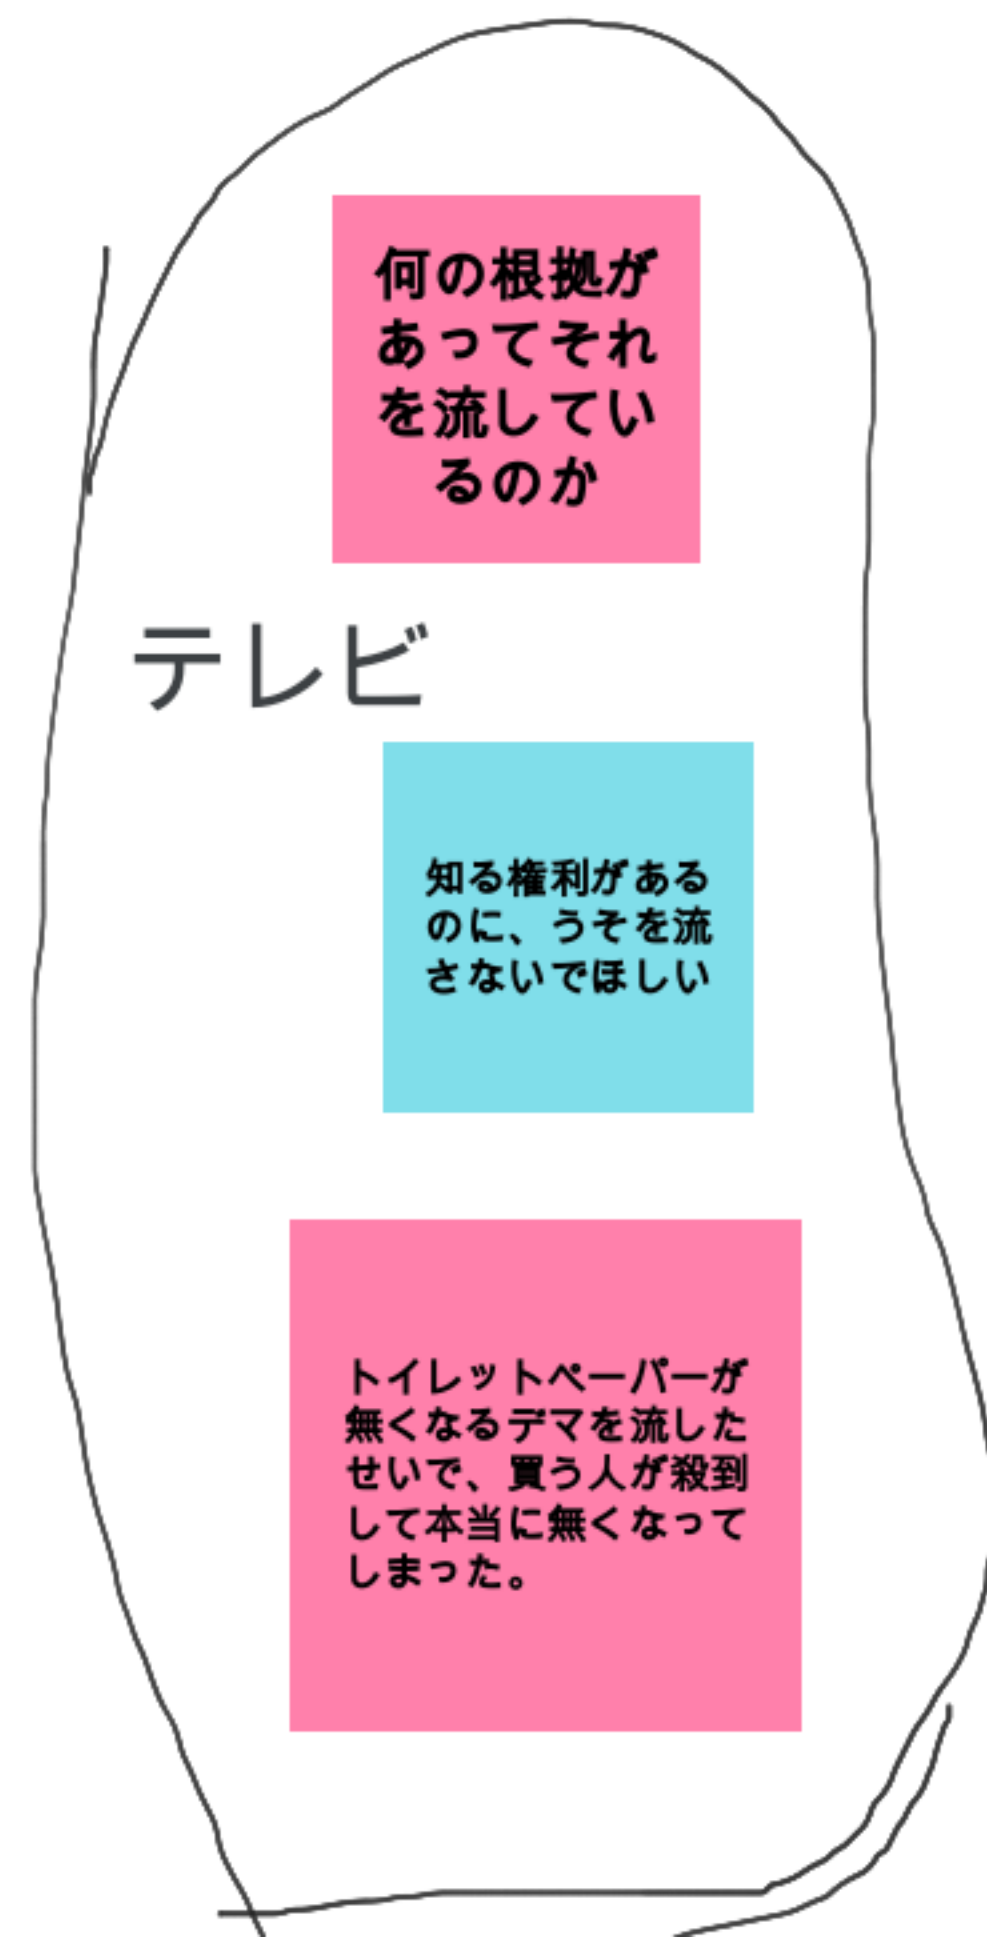 何の根拠が
あってそれ
を流してい
るのか
テレビ
知る権利がある
のに、うそを流
さないでほしい
トイレットペーパーが
無くなるデマを流した
せいで、買う人が殺到
して本当に無くなって
しまった。